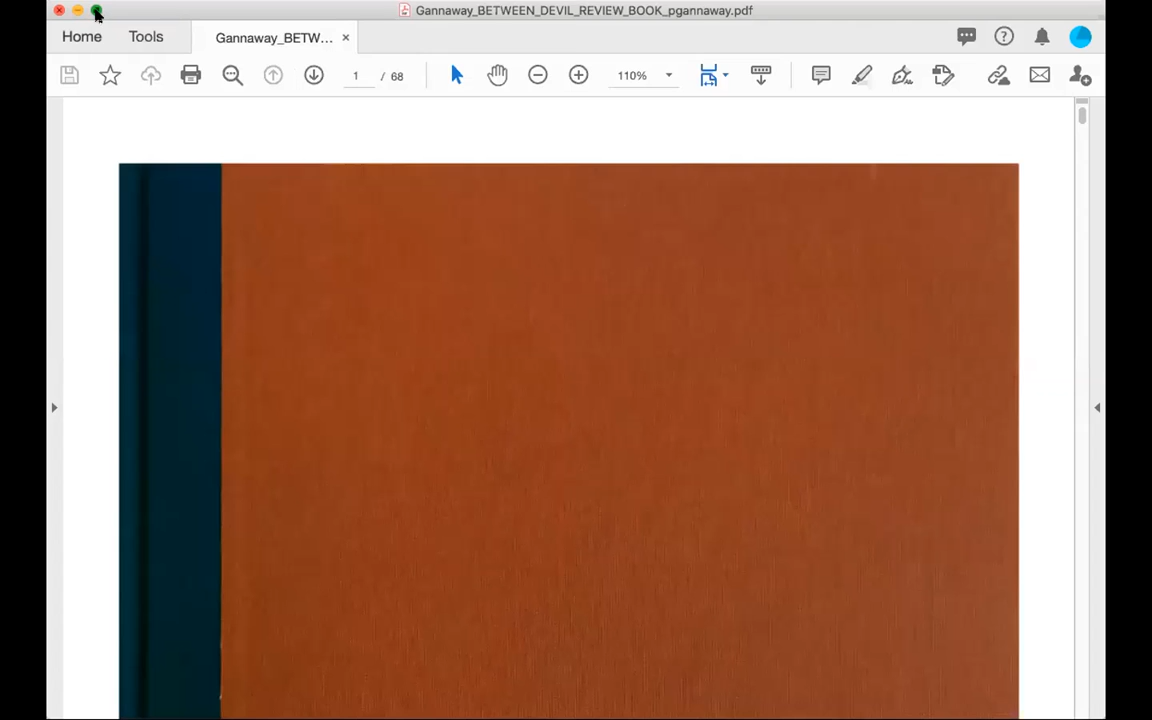 Gannaway_BETWEEN_DEVIL_REVIEW_BOOK_pgannaway.pdf
Home Tools Gannaway_BETW... ×
1 / 68 110%